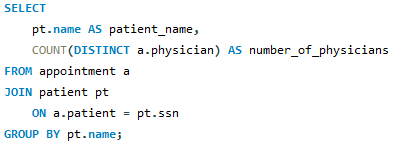 SELECT
    pt.name AS patient_name,
    COUNT(DISTINCT a.physician) AS number_of_physicians
FROM appointment a
JOIN patient pt
    ON a.patient = pt.ssn
GROUP BY pt.name;